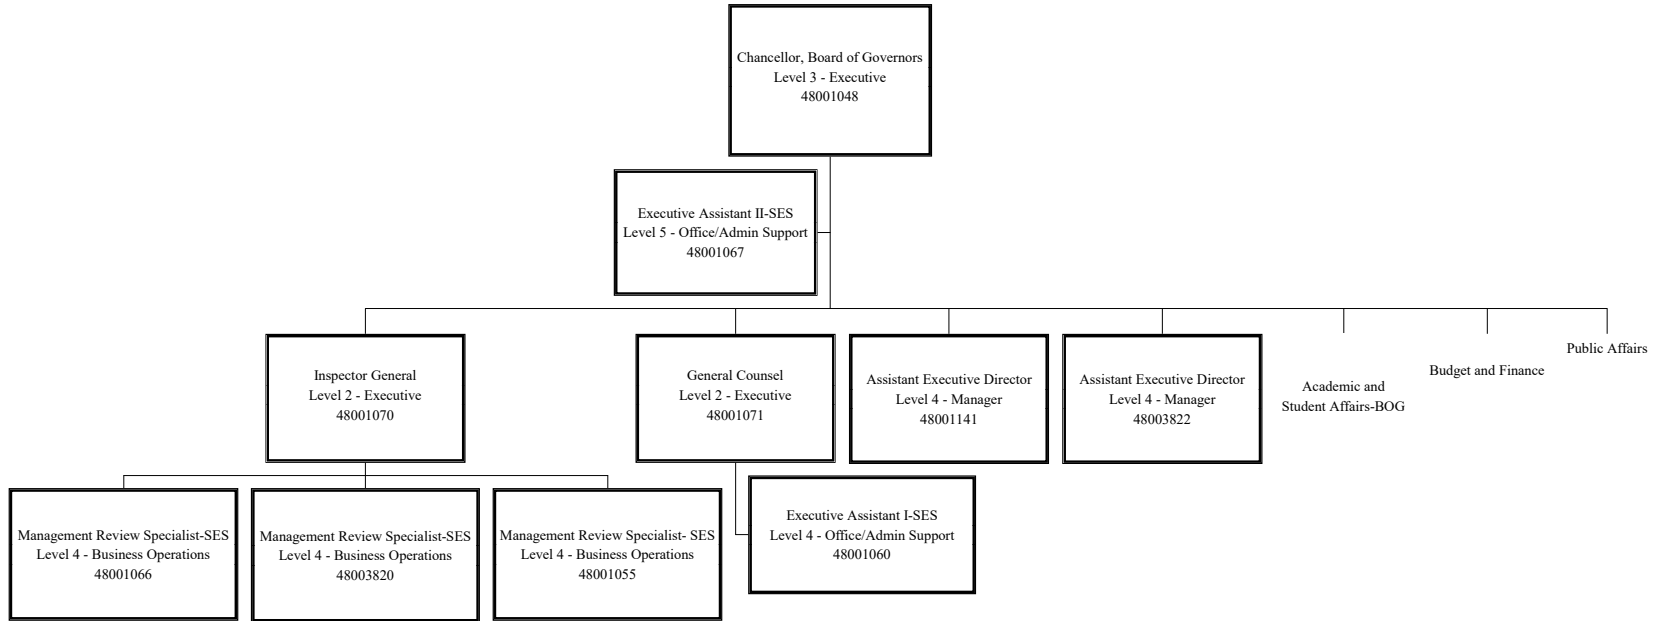 Chancellor, Board of Governors
Level 3 - Executive
48001048
Executive Assistant II-SES
Level 5 - Office/Admin Support
48001067
Inspector General
Level 2 - Executive
48001070
General Counsel
Level 2 - Executive
48001071
Assistant Executive Director
Level 4 - Manager
48001141
Assistant Executive Director
Level 4 - Manager
48003822
Academic and
Student Affairs-BOG
Budget and Finance
Public Affairs
Management Review Specialist-SES
Level 4 - Business Operations
48001066
Management Review Specialist-SES
Level 4 - Business Operations
48003820
Management Review Specialist- SES
Level 4 - Business Operations
48001055
Executive Assistant I-SES
Level 4 - Office/Admin Support
48001060